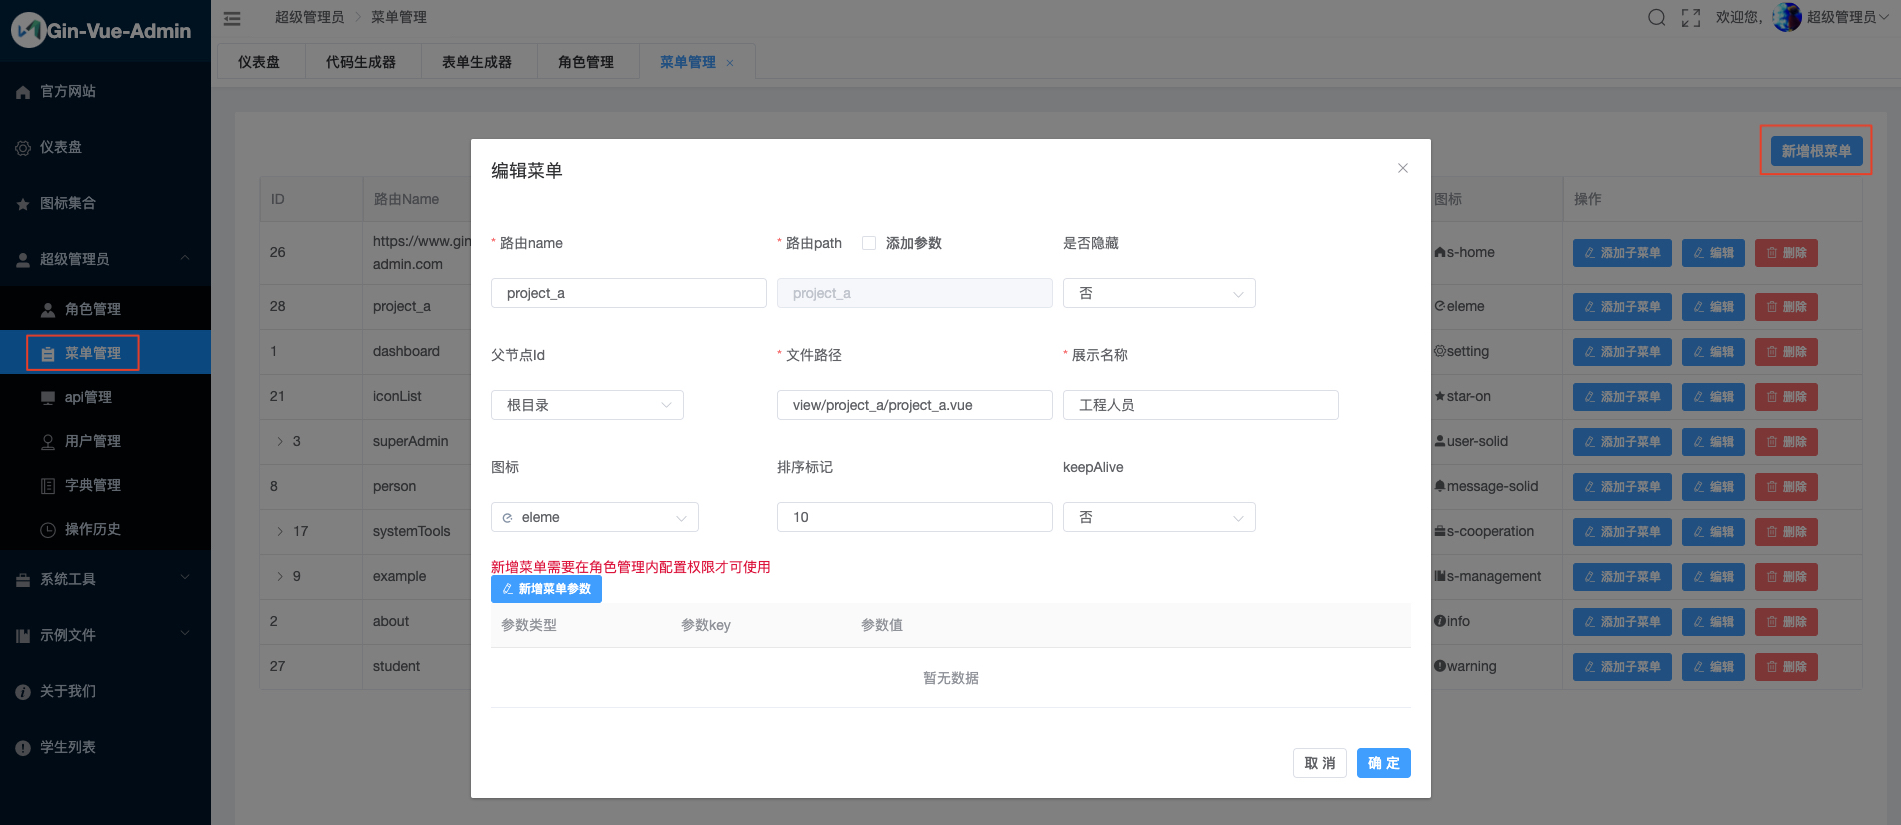 Gin-Vue-Admin
超级管理员
菜单管理
欢迎您,
超级管理员
仪表盘
代码生成器
表单生成器
角色管理
菜单管理
官方网站
仪表盘
图标集合
超级管理员
角色管理
菜单管理
api管理
用户管理
字典管理
操作历史
系统工具
示例文件
关于我们
学生列表
新增根菜单
ID
路由Name
图标
操作
26
https://www.gin
admin.com
s-home
添加子菜单
编辑
删除
28
project_a
eleme
添加子菜单
编辑
删除
1
dashboard
setting
添加子菜单
编辑
删除
21
iconList
star-on
添加子菜单
编辑
删除
3
superAdmin
user-solid
添加子菜单
编辑
删除
8
person
message-solid
添加子菜单
编辑
删除
17
systemTools
s-cooperation
添加子菜单
编辑
删除
9
example
s-management
添加子菜单
编辑
删除
2
about
info
添加子菜单
编辑
删除
27
student
warning
添加子菜单
编辑
删除
编辑菜单
* 路由name
* 路由path
添加参数
是否隐藏
project_a
project_a
否
父节点Id
* 文件路径
* 展示名称
根目录
view/project_a/project_a.vue
工程人员
图标
排序标记
keepAlive
eleme
10
否
新增菜单需要在角色管理内配置权限才可使用
新增菜单参数
参数类型
参数key
参数值
暂无数据
取 消
确 定